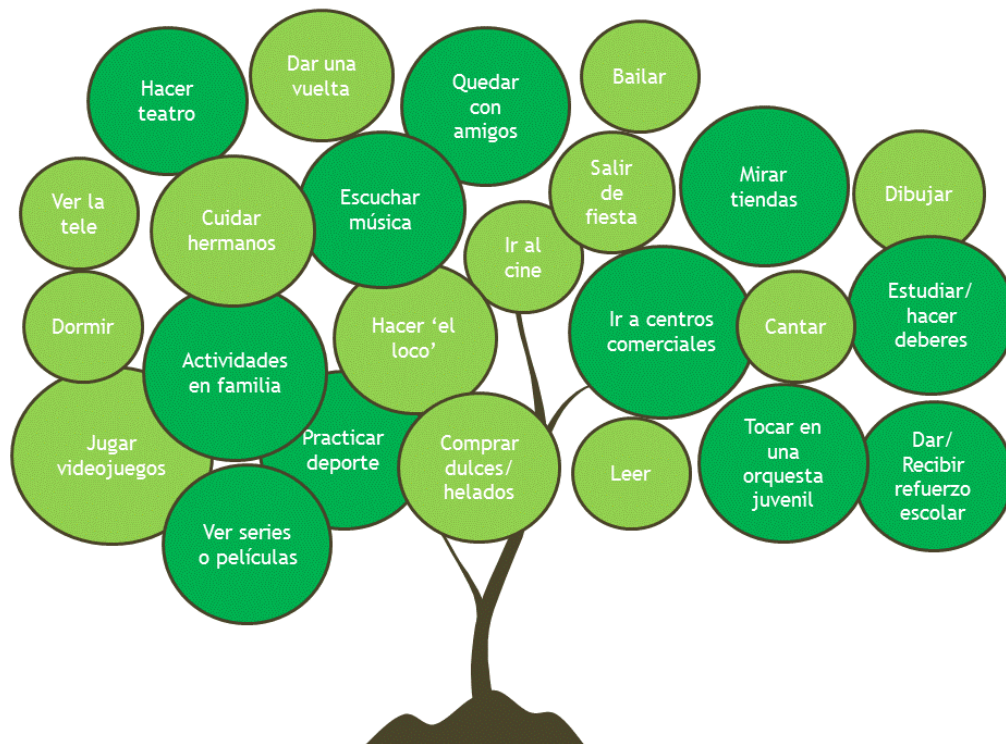 Hacer
teatro
Dar una
vuelta
Quedar
con
amigos
Bailar
Ver la
tele
Cuidar
hermanos
Escuchar
música
Salir
de
fiesta
Mirar
tiendas
Dibujar
Ir al
cine
Dormir
Actividades
en familia
Hacer ‘el
loco’
Ir a centros
comerciales
Cantar
Estudiar/
hacer
deberes
Jugar
videojuegos
Practicar
deporte
Comprar
dulces/
helados
Leer
Tocar en
una
orquesta
juvenil
Dar/
Recibir
refuerzo
escolar
Ver series
o películas